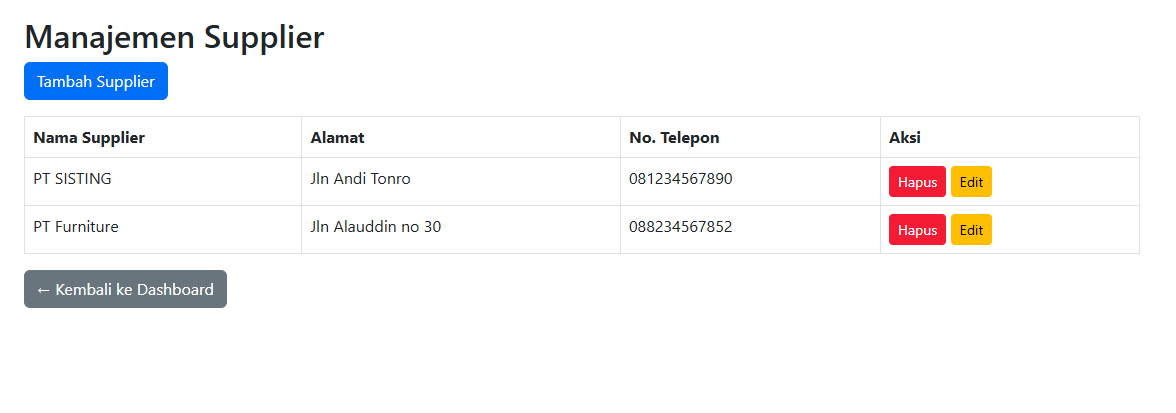 Manajemen Supplier
Tambah Supplier
Nama Supplier Alamat No. Telepon Aksi
PT SISTING Jln Andi Tonro 081234567890 Hapus Edit
PT Furniture Jln Alauddin no 30 088234567852 Hapus Edit
← Kembali ke Dashboard